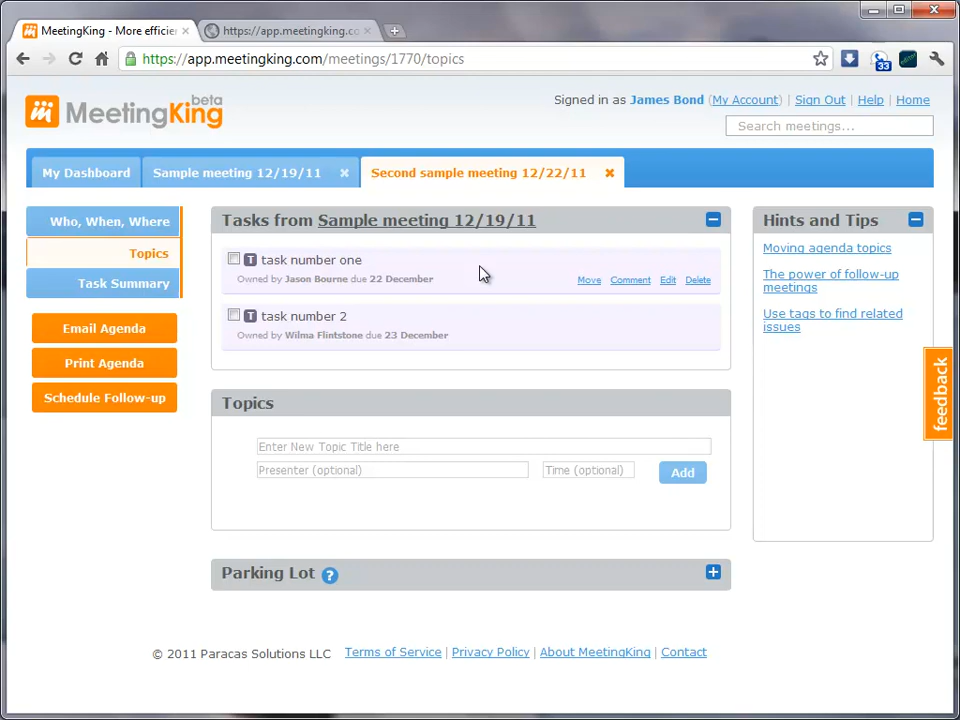 MeetingKing - More efficie
https://app.meetingking.co
https://app.meetingking.com/meetings/1770/topics
33
MeetingKing beta
Signed in as James Bond (My Account) | Sign Out | Help | Home
Search meetings...
My Dashboard
Sample meeting 12/19/11
Second sample meeting 12/22/11
Who, When, Where
Topics
Task Summary
Email Agenda
Print Agenda
Schedule Follow-up
Tasks from Sample meeting 12/19/11
T task number one
Owned by Jason Bourne due 22 December
Move Comment Edit Delete
T task number 2
Owned by Wilma Flintstone due 23 December
Topics
Enter New Topic Title here
Presenter (optional)
Time (optional)
Add
Parking Lot ?
Hints and Tips
Moving agenda topics
The power of follow-up
meetings
Use tags to find related
issues
feedback
© 2011 Paracas Solutions LLC Terms of Service | Privacy Policy | About MeetingKing | Contact